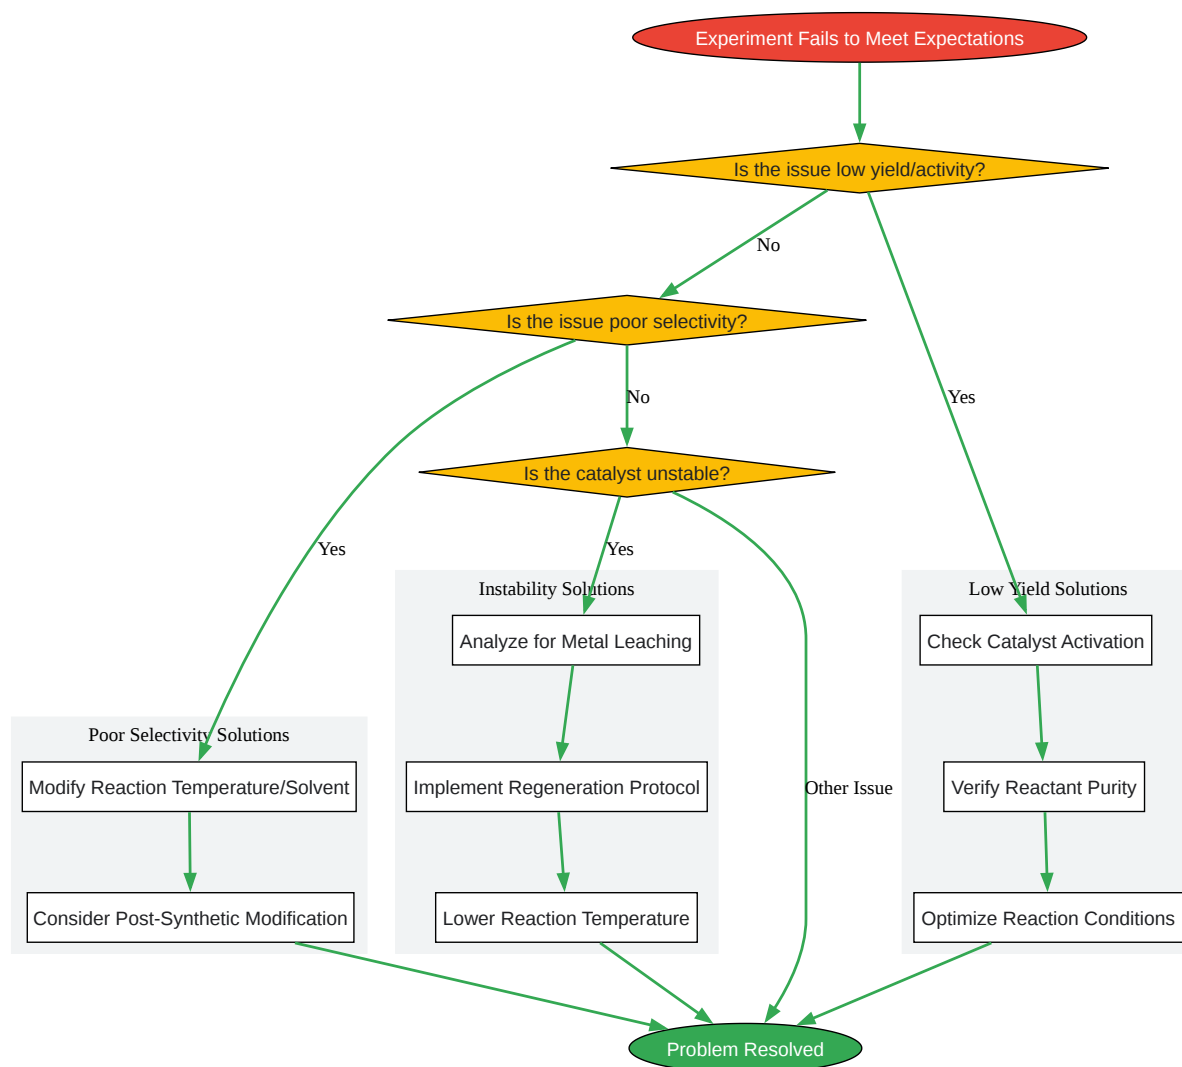 Experiment Fails to Meet Expectations
Is the issue low yield/activity?
No
Is the issue poor selectivity?
No
Yes
Is the catalyst unstable?
Yes
Yes
Instability Solutions
Low Yield Solutions
Analyze for Metal Leaching
Check Catalyst Activation
Poor Selectivity Solutions
Modify Reaction Temperature/Solvent
Implement Regeneration Protocol
Other Issue
Verify Reactant Purity
Consider Post-Synthetic Modification
Lower Reaction Temperature
Optimize Reaction Conditions
Problem Resolved